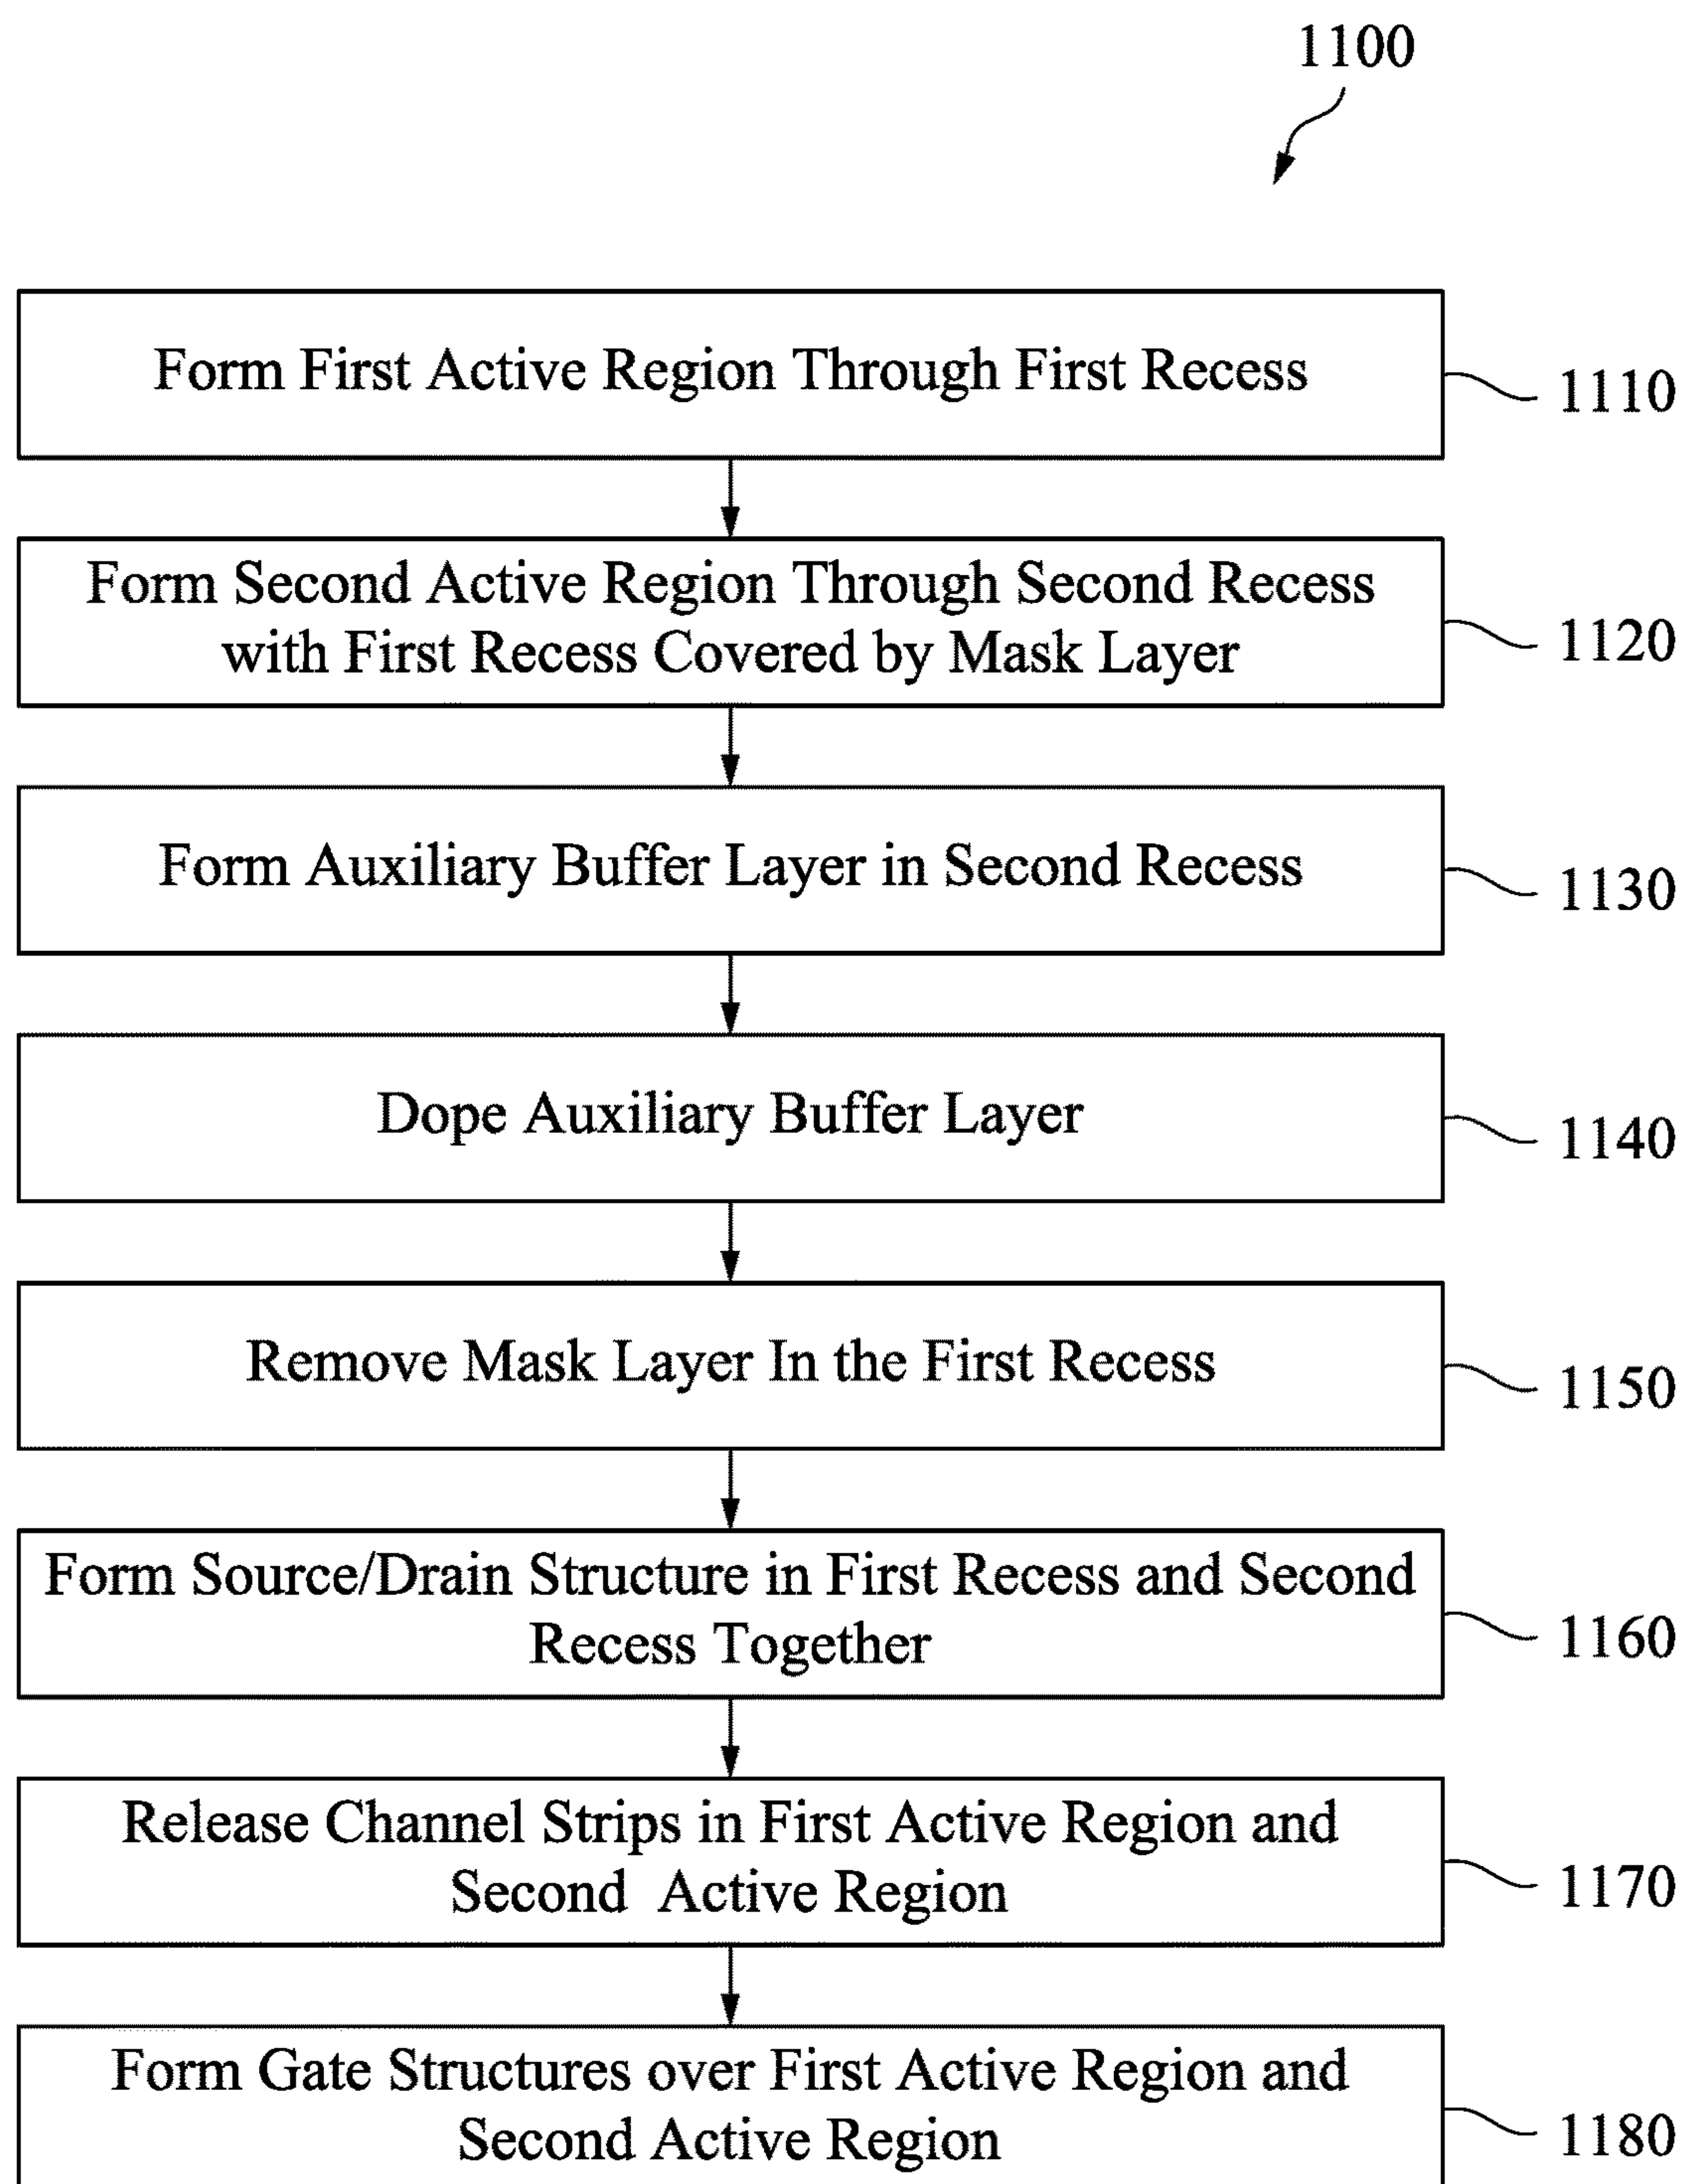 1100
Form First Active Region Through First Recess
1110
Form Second Active Region Through Second Recess
with First Recess Covered by Mask Layer
1120
Form Auxiliary Buffer Layer in Second Recess
1130
Dope Auxiliary Buffer Layer
1140
Remove Mask Layer In the First Recess
1150
Form Source/Drain Structure in First Recess and Second
Recess Together
1160
Release Channel Strips in First Active Region and
Second Active Region
1170
Form Gate Structures over First Active Region and
Second Active Region
1180